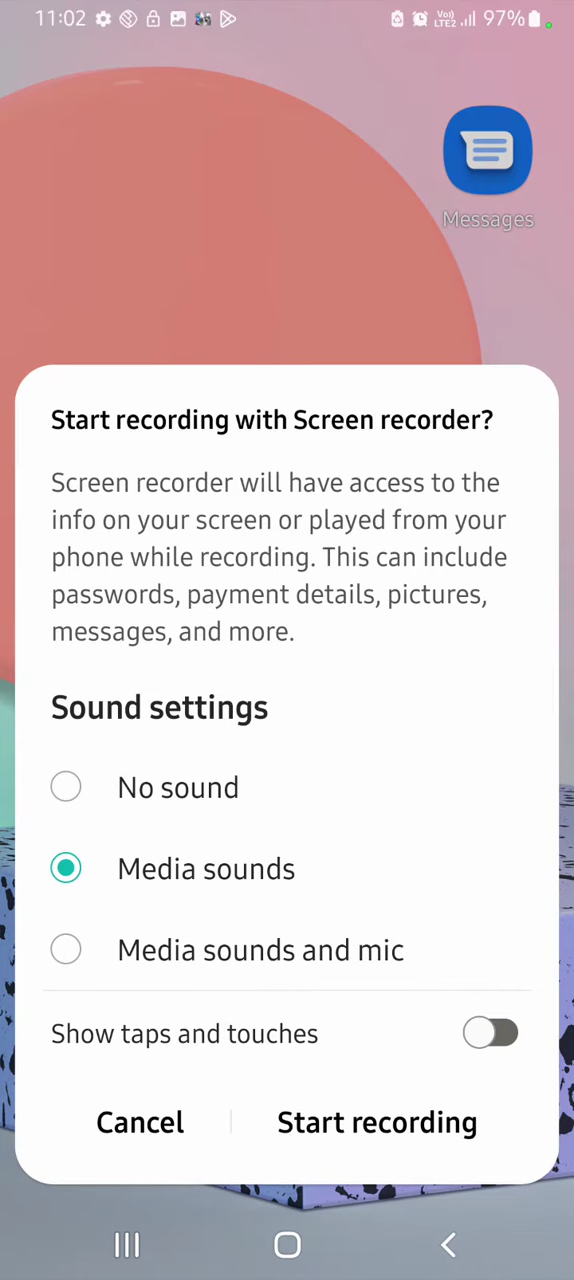 11:02 Vo) LTE2 97%
Messages
Start recording with Screen recorder?
Screen recorder will have access to the
info on your screen or played from your
phone while recording. This can include
passwords, payment details, pictures,
messages, and more.
Sound settings
No sound
Media sounds
Media sounds and mic
Show taps and touches
Cancel Start recording